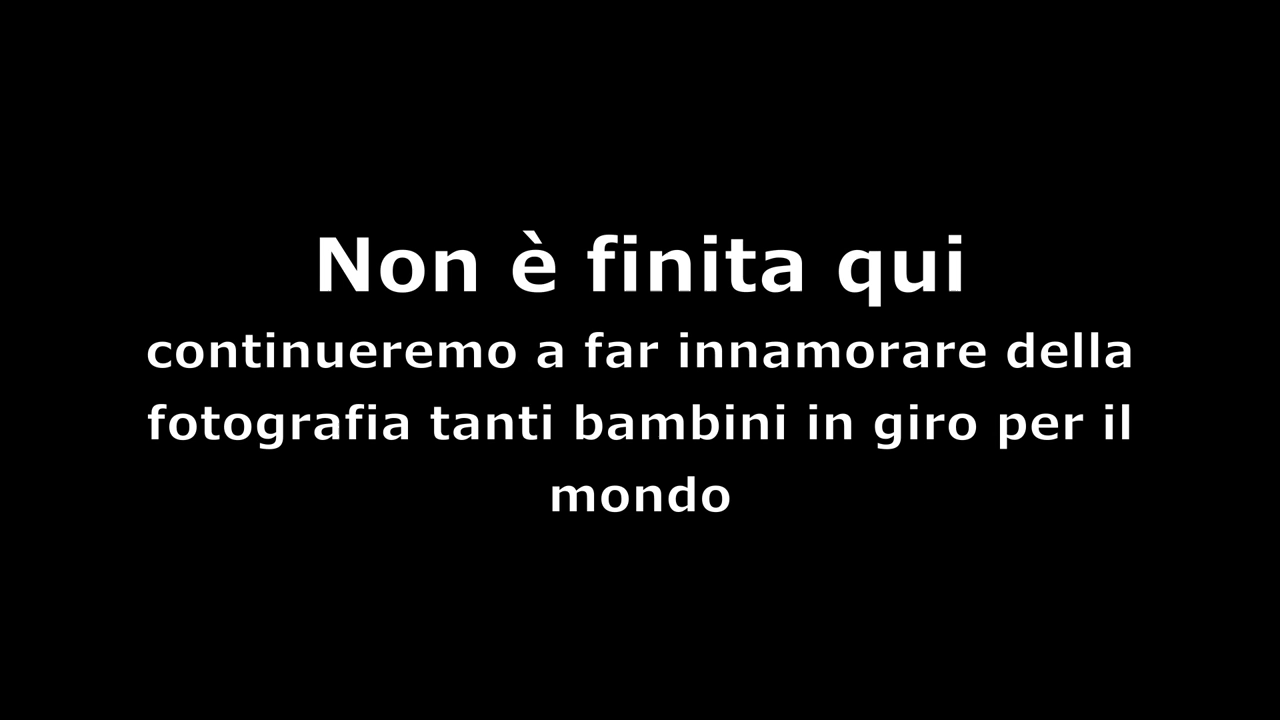 Non è finita qui
continueremo a far innamorare della
fotografia tanti bambini in giro per il
mondo